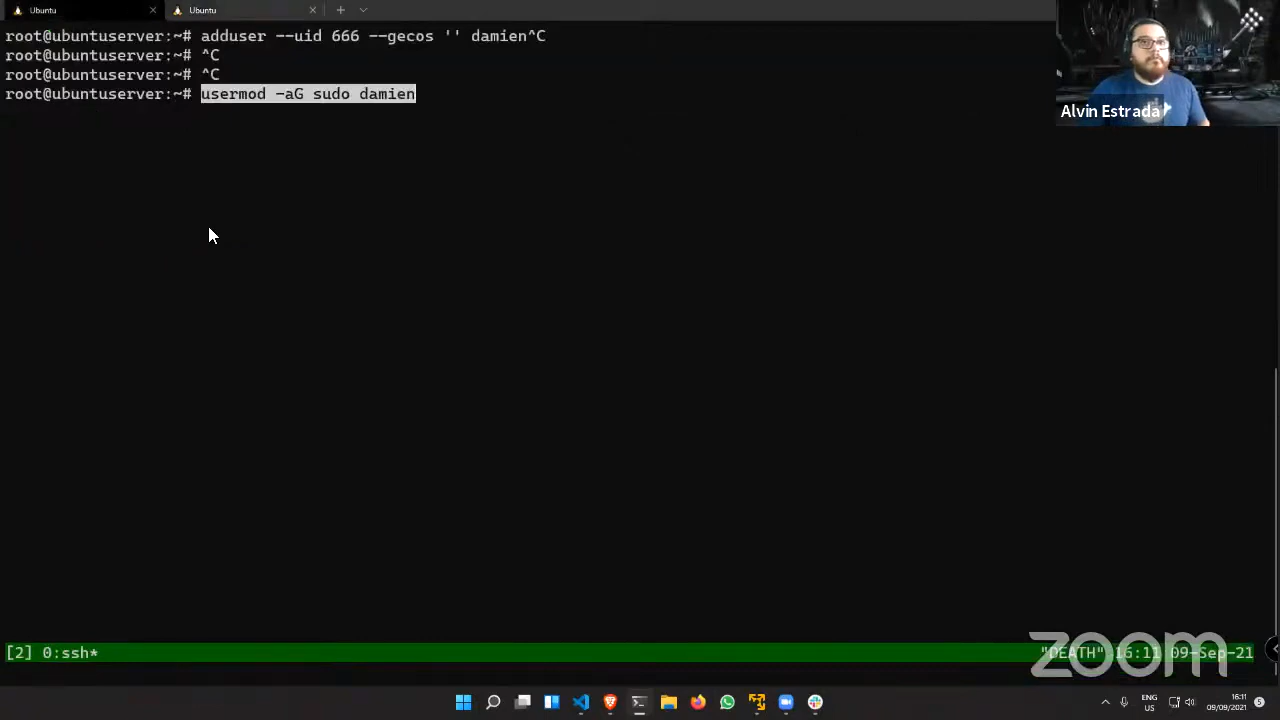 Ubuntu
Ubuntu
root@ubuntuserver:~# adduser --uid 666 --gecos '' damien^C
root@ubuntuserver:~# ^C
root@ubuntuserver:~# ^C
root@ubuntuserver:~# usermod -aG sudo damien
Alvin Estrada
[2] 0:ssh*
"DEATH" 16:11 09-Sep-21
zoom
ENG
US
16:11
09/09/2021
5